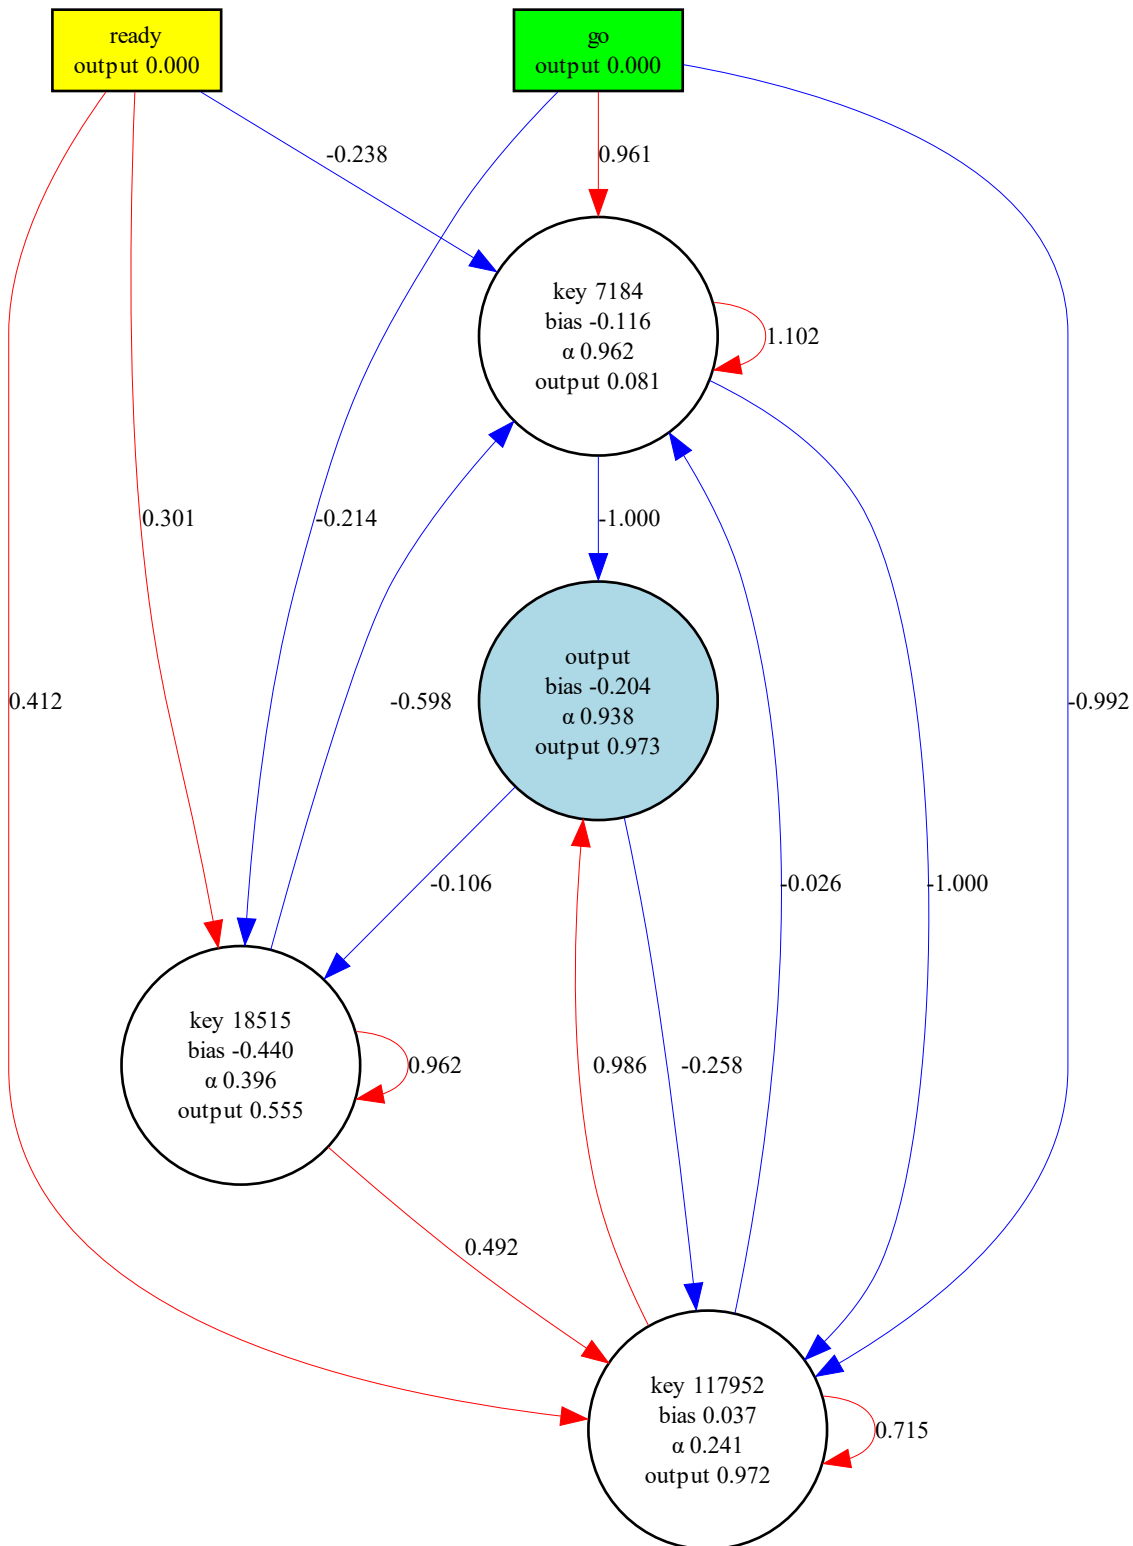 ready
output 0.000
go
output 0.000
-0.238
0.961
key 7184
bias -0.116
α 0.962
output 0.081
1.102
0.301
-0.214
-1.000
output
bias -0.204
α 0.938
output 0.973
0.412
-0.598
-0.992
-0.106
-0.026
-1.000
key 18515
bias -0.440
α 0.396
output 0.555
0.962
0.986
-0.258
0.492
key 117952
bias 0.037
α 0.241
output 0.972
0.715